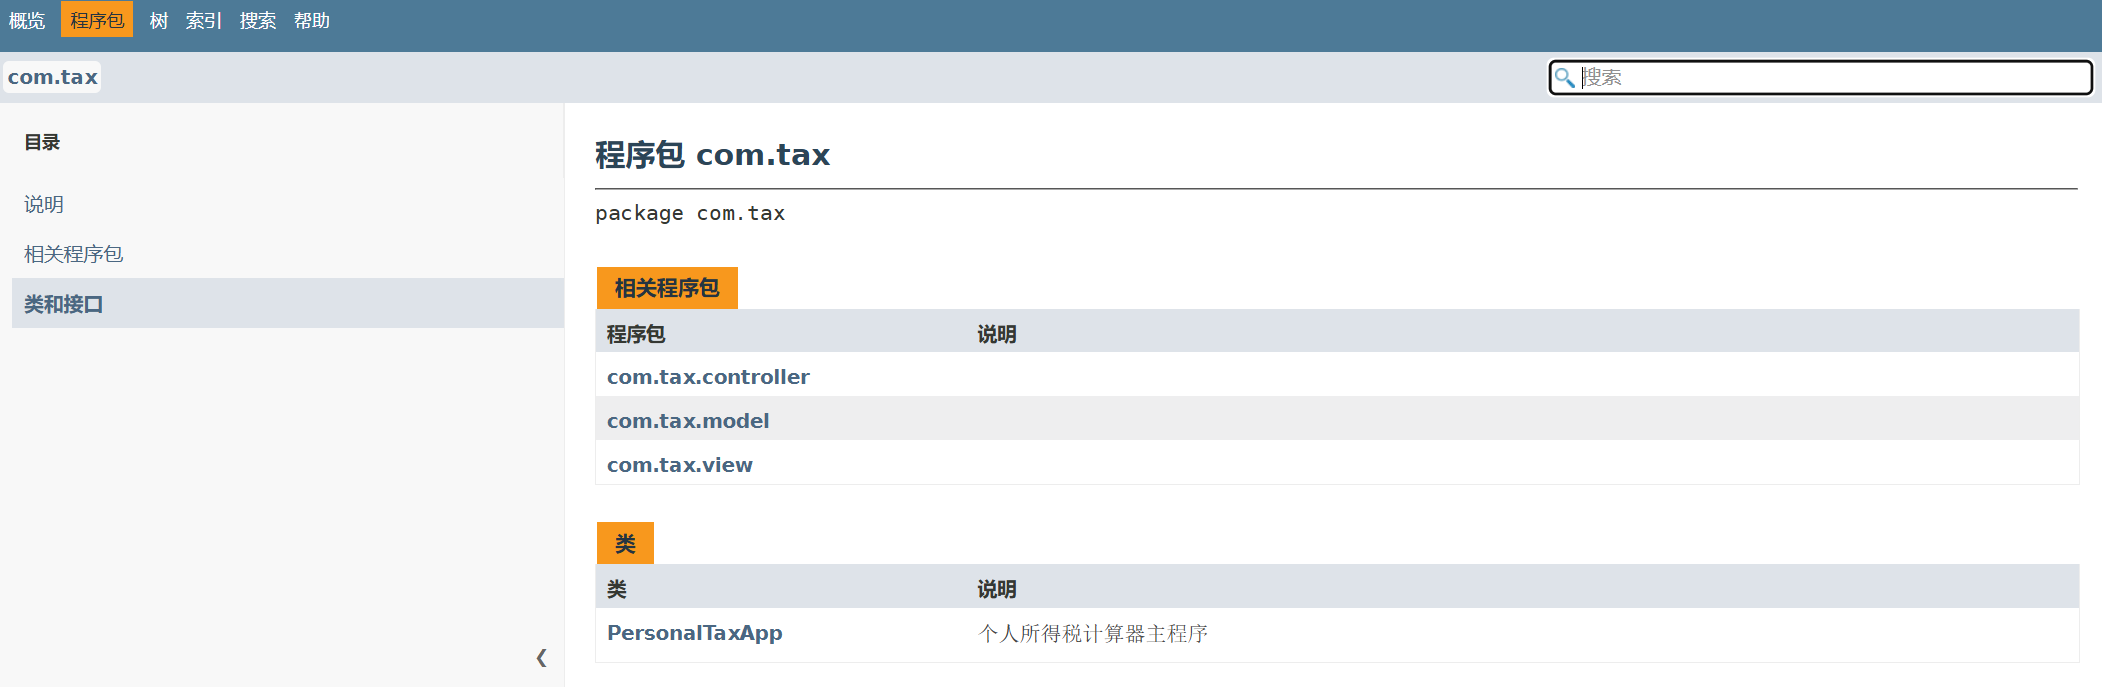 概览 程序包 树 索引 搜索 帮助
com.tax
搜索
目录
说明
相关程序包
类和接口
程序包 com.tax
package com.tax
相关程序包
程序包 说明
com.tax.controller
com.tax.model
com.tax.view
类
类 说明
PersonalTaxApp 个人所得税计算器主程序